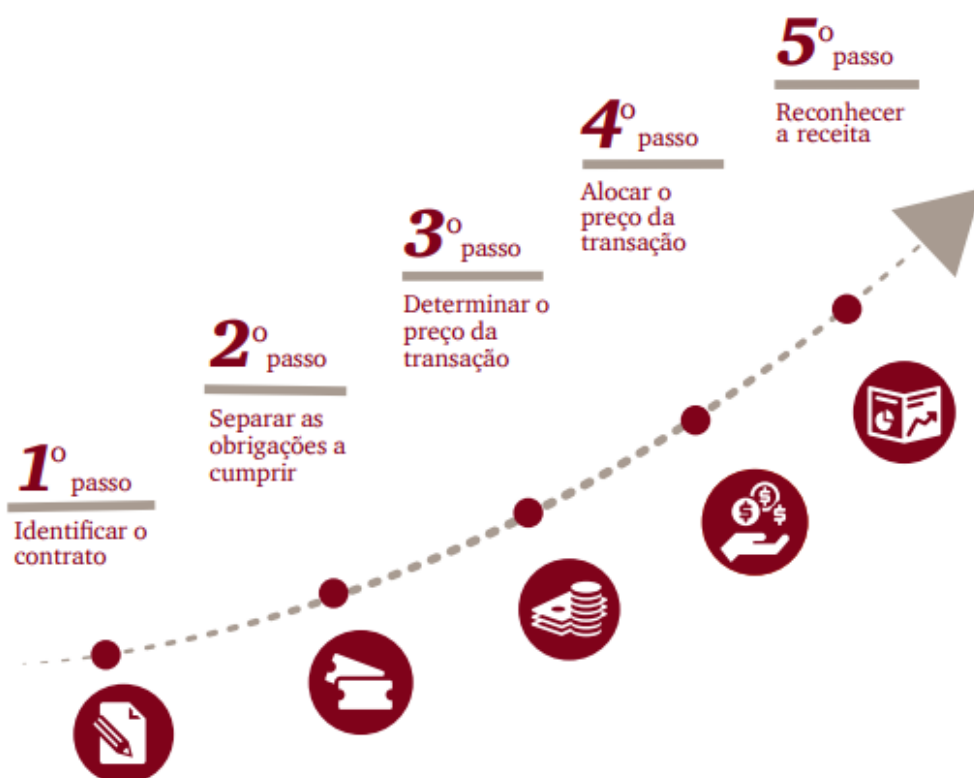 1º passo
Identificar o
contrato
2º passo
Separar as
obrigações a
cumprir
3º passo
Determinar o
preço da
transação
4º passo
Alocar o
preço da
transação
5º passo
Reconhecer
a receita
$
$
$